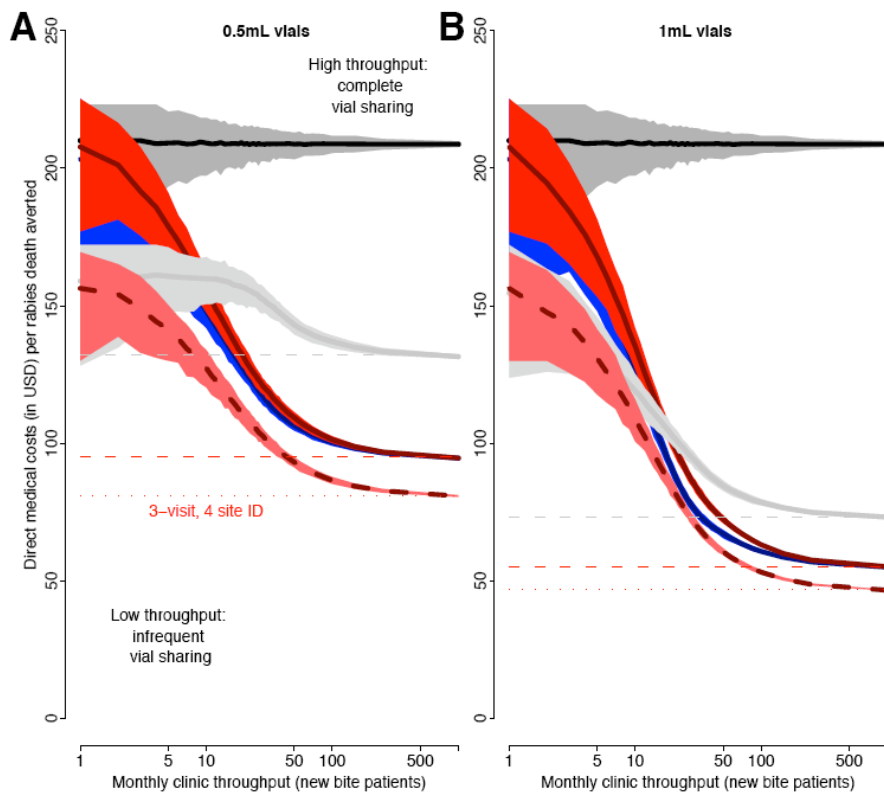 A
0.5mL vials
B
1mL vials
High throughput:
complete
vial sharing
Direct medical costs (in USD) per rabies death averted
250
200
150
100
50
0
3-visit, 4 site ID
Low throughput:
infrequent
vial sharing
1 5 10 50 100 500
Monthly clinic throughput (new bite patients)
250
200
150
100
50
0
1 5 10 50 100 500
Monthly clinic throughput (new bite patients)